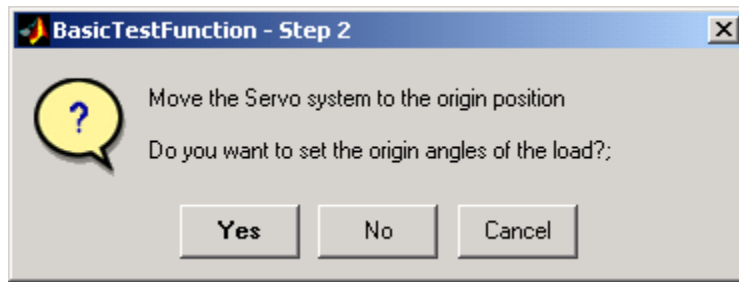 BasicTestFunction - Step 2
Move the Servo system to the origin position
?
Do you want to set the origin angles of the load?;
Yes No Cancel